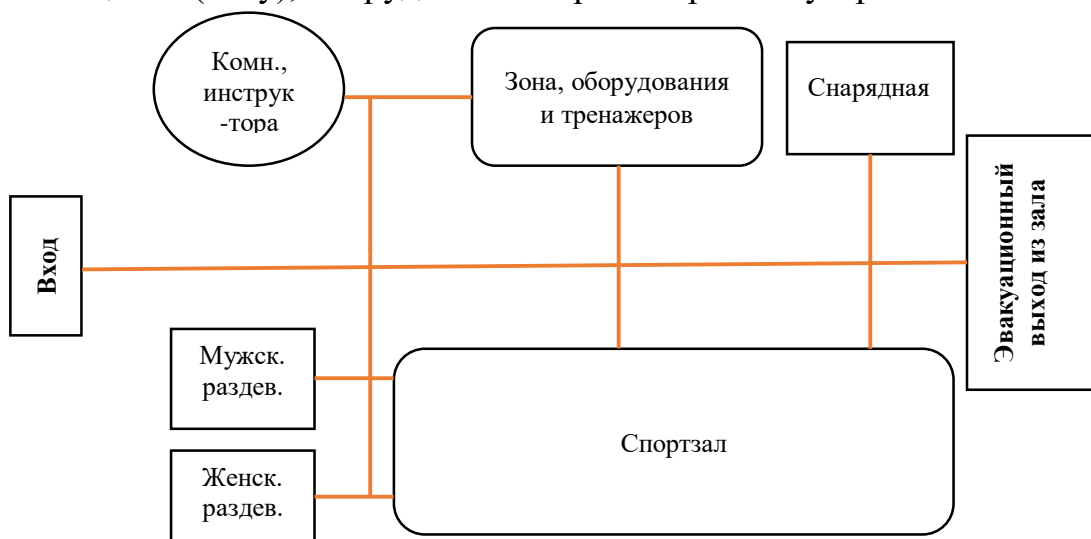 Комн.,
инструк
-тора
Зона, оборудования
и тренажеров
Снарядная
Вход
Эвакуационный
выход из зала
Мужск.
раздев.
Спортзал
Женск.
раздев.